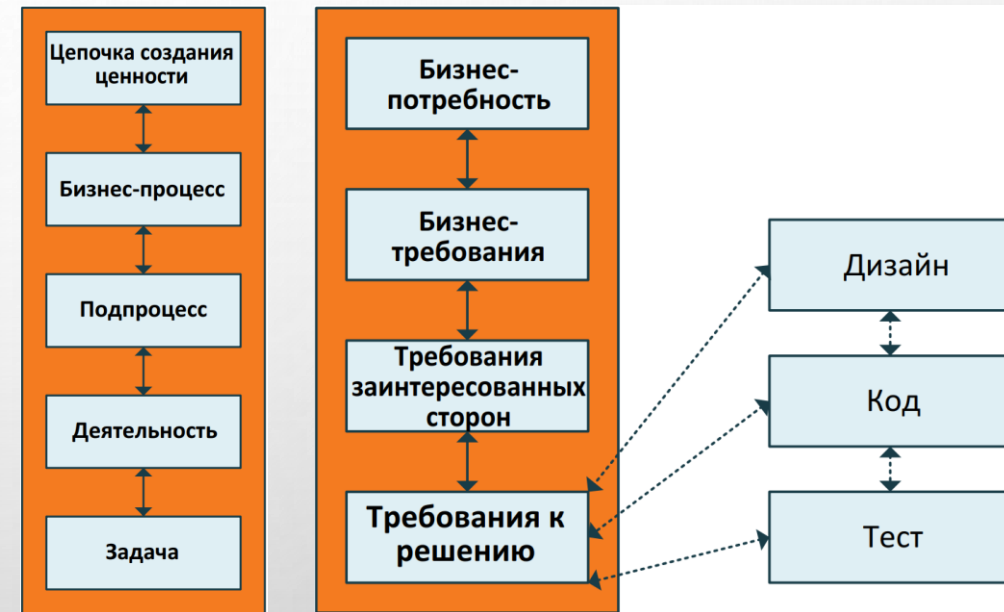 Цепочка создания
ценности
Бизнес-процесс
Подпроцесс
Деятельность
Задача
Бизнес-
потребность
Бизнес-
требования
Требования
заинтересованных
сторон
Требования к
решению
Дизайн
Код
Тест